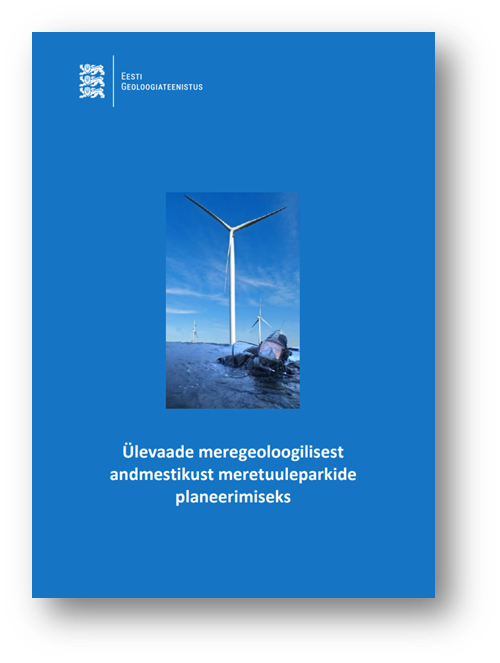 Eesti
Geoloogiateenistus
Ülevaade meregeoloogilisest
andmestikust meretuuleparkide
planeerimiseks